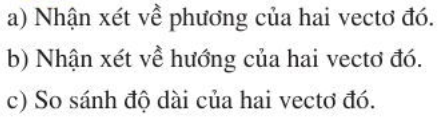 a) Nhận xét về phương của hai vectơ đó.
b) Nhận xét về hướng của hai vectơ đó.
c) So sánh độ dài của hai vectơ đó.